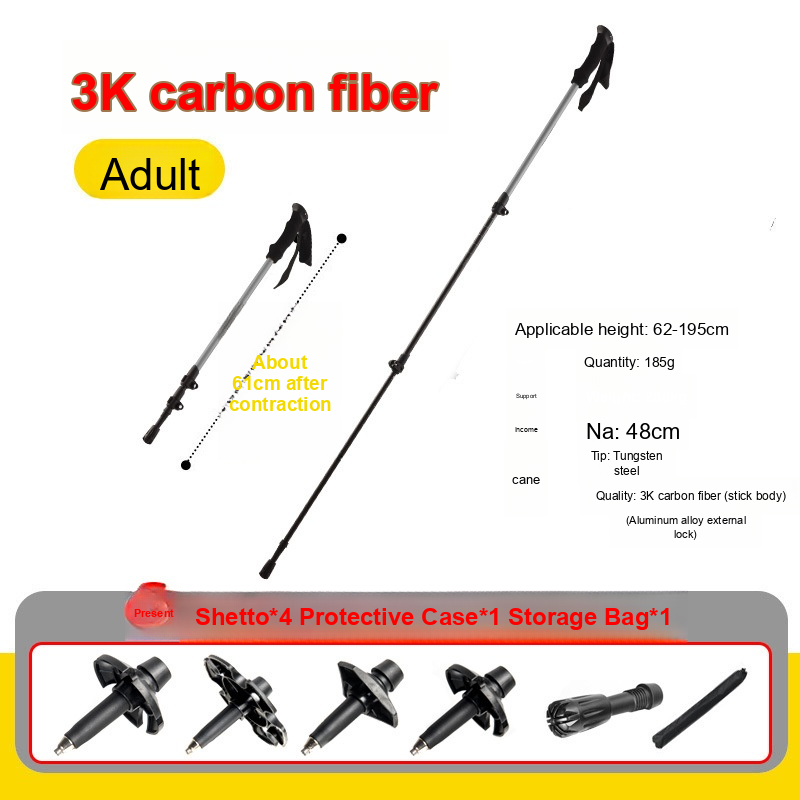 3K carbon fiber
Adult
About
61cm after
contraction
Applicable height: 62-195cm
Quantity: 185g
Support
Income
Na: 48cm
Tip: Tungsten
steel
cane
Quality: 3K carbon fiber (stick body)
(Aluminum alloy external
lock)
Present
Shetto*4 Protective Case*1 Storage Bag*1